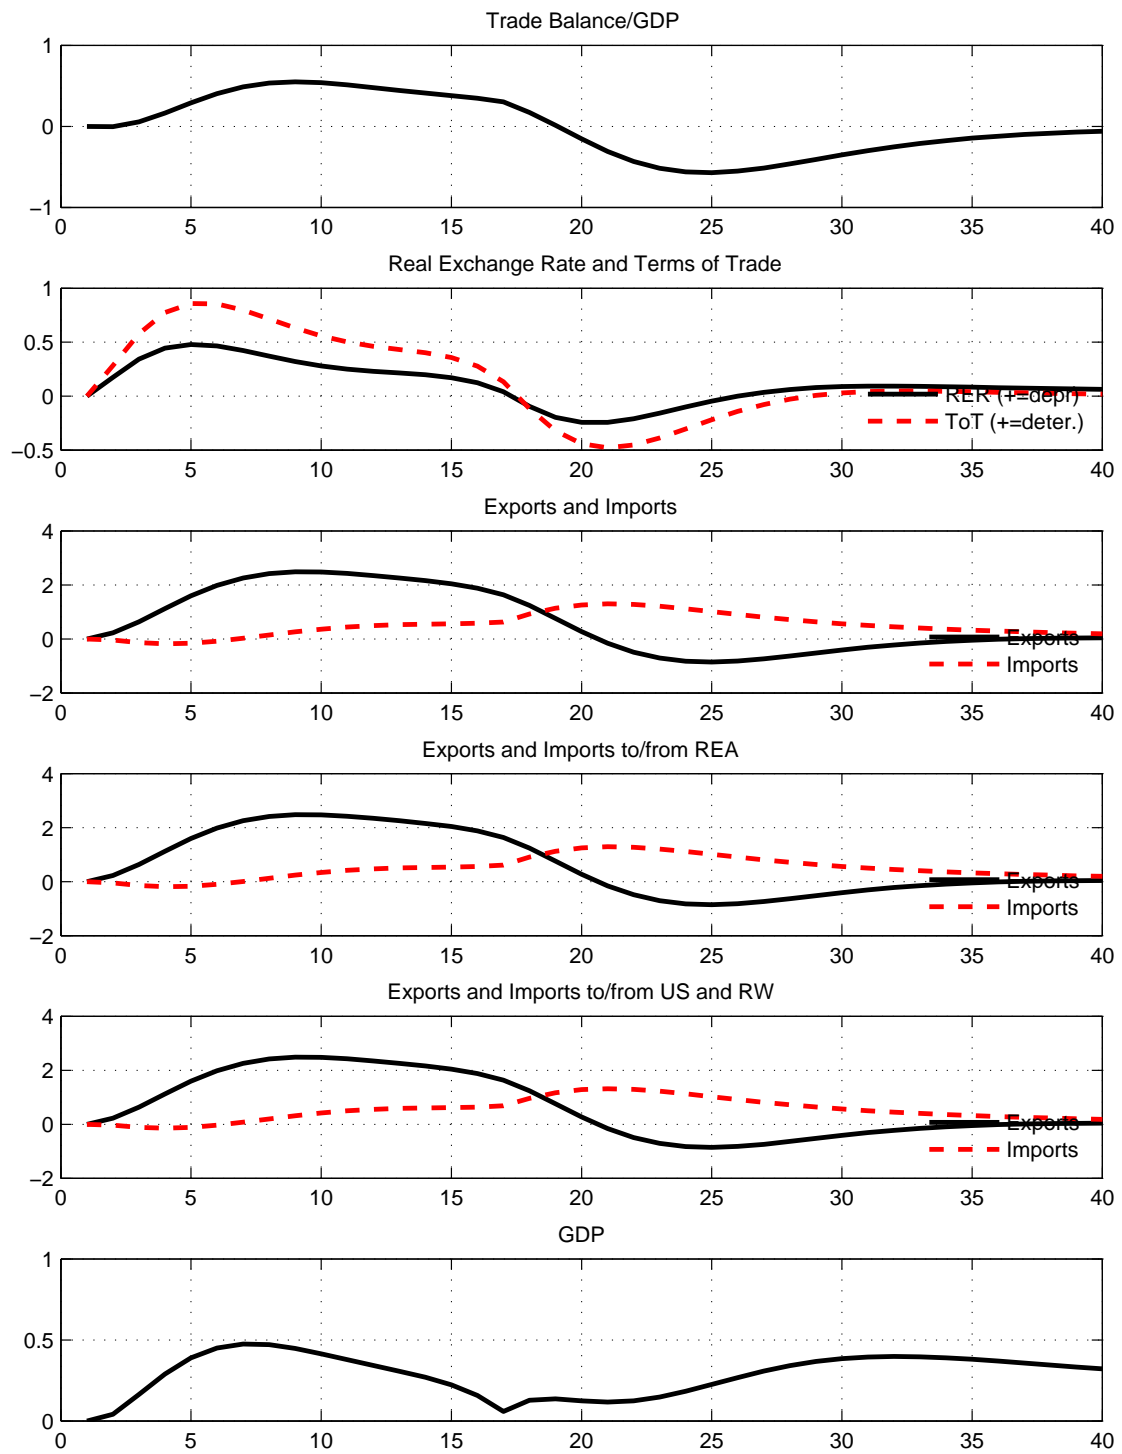 Trade Balance/GDP
1
0
−1
0 5 10 15 20 25 30 35 40
Real Exchange Rate and Terms of Trade
1
0.5
0
−0.5
RER (+=depr)
ToT (+=deter.)
0 5 10 15 20 25 30 35 40
Exports and Imports
4
2
0
−2
Exports
Imports
0 5 10 15 20 25 30 35 40
Exports and Imports to/from REA
4
2
0
−2
Exports
Imports
0 5 10 15 20 25 30 35 40
Exports and Imports to/from US and RW
4
2
0
−2
Exports
Imports
0 5 10 15 20 25 30 35 40
GDP
1
0.5
0
0 5 10 15 20 25 30 35 40